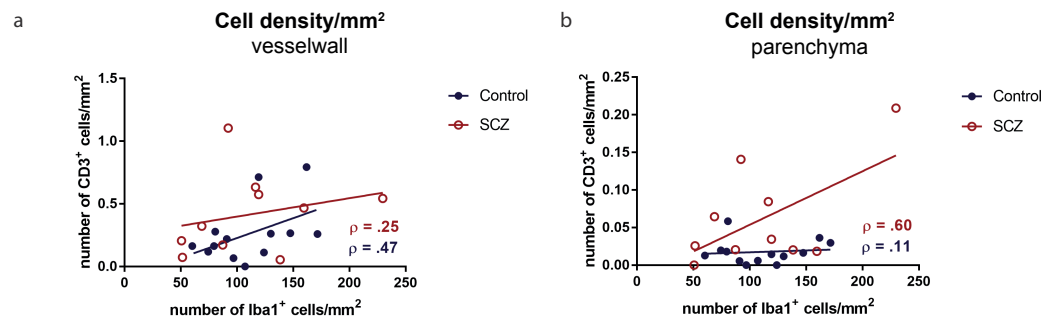 a
Cell density/mm²
vesselwall
number of CD3⁺ cells/mm²
1.5
1.0
0.5
0.0
0
50
100
150
200
250
number of Iba1⁺ cells/mm²
ρ = .25
ρ = .47
Control
SCZ
b
Cell density/mm²
parenchyma
number of CD3⁺ cells/mm²
0.25
0.20
0.15
0.10
0.05
0.00
0
50
100
150
200
250
number of Iba1⁺ cells/mm²
ρ = .60
ρ = .11
Control
SCZ